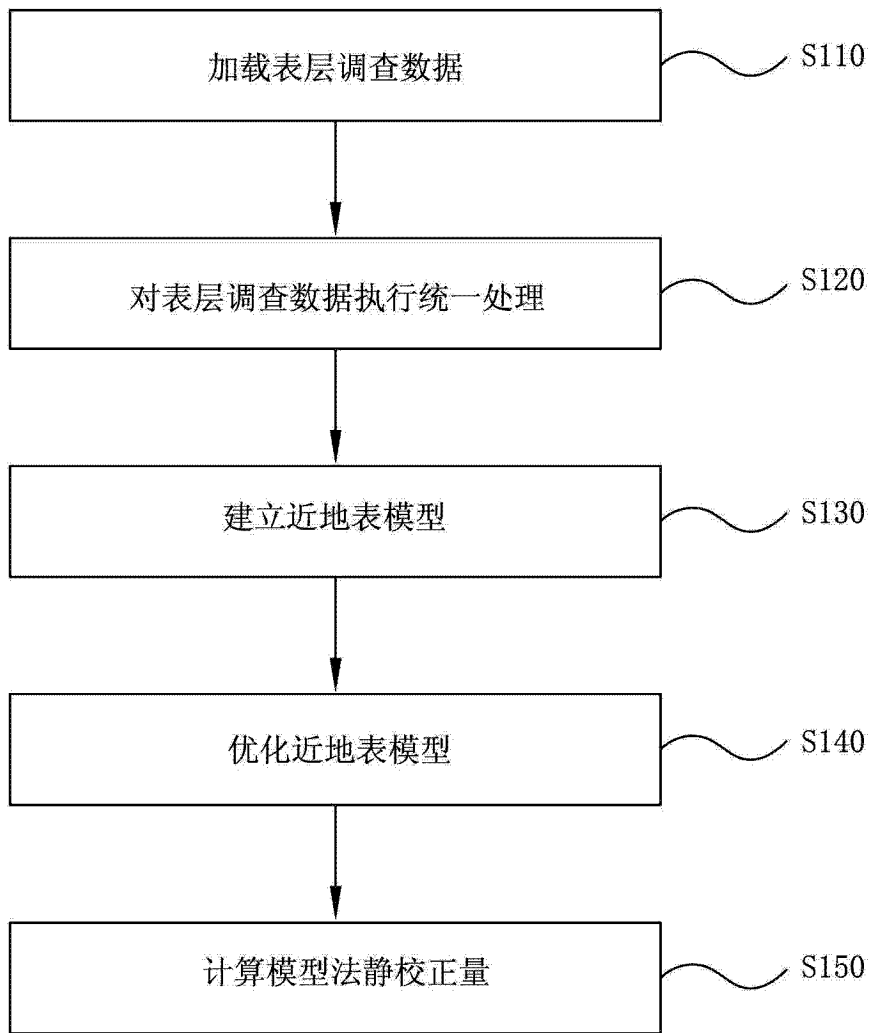 加载表层调查数据
S110
对表层调查数据执行统一处理
S120
建立近地表模型
S130
优化近地表模型
S140
计算模型法静校正量
S150